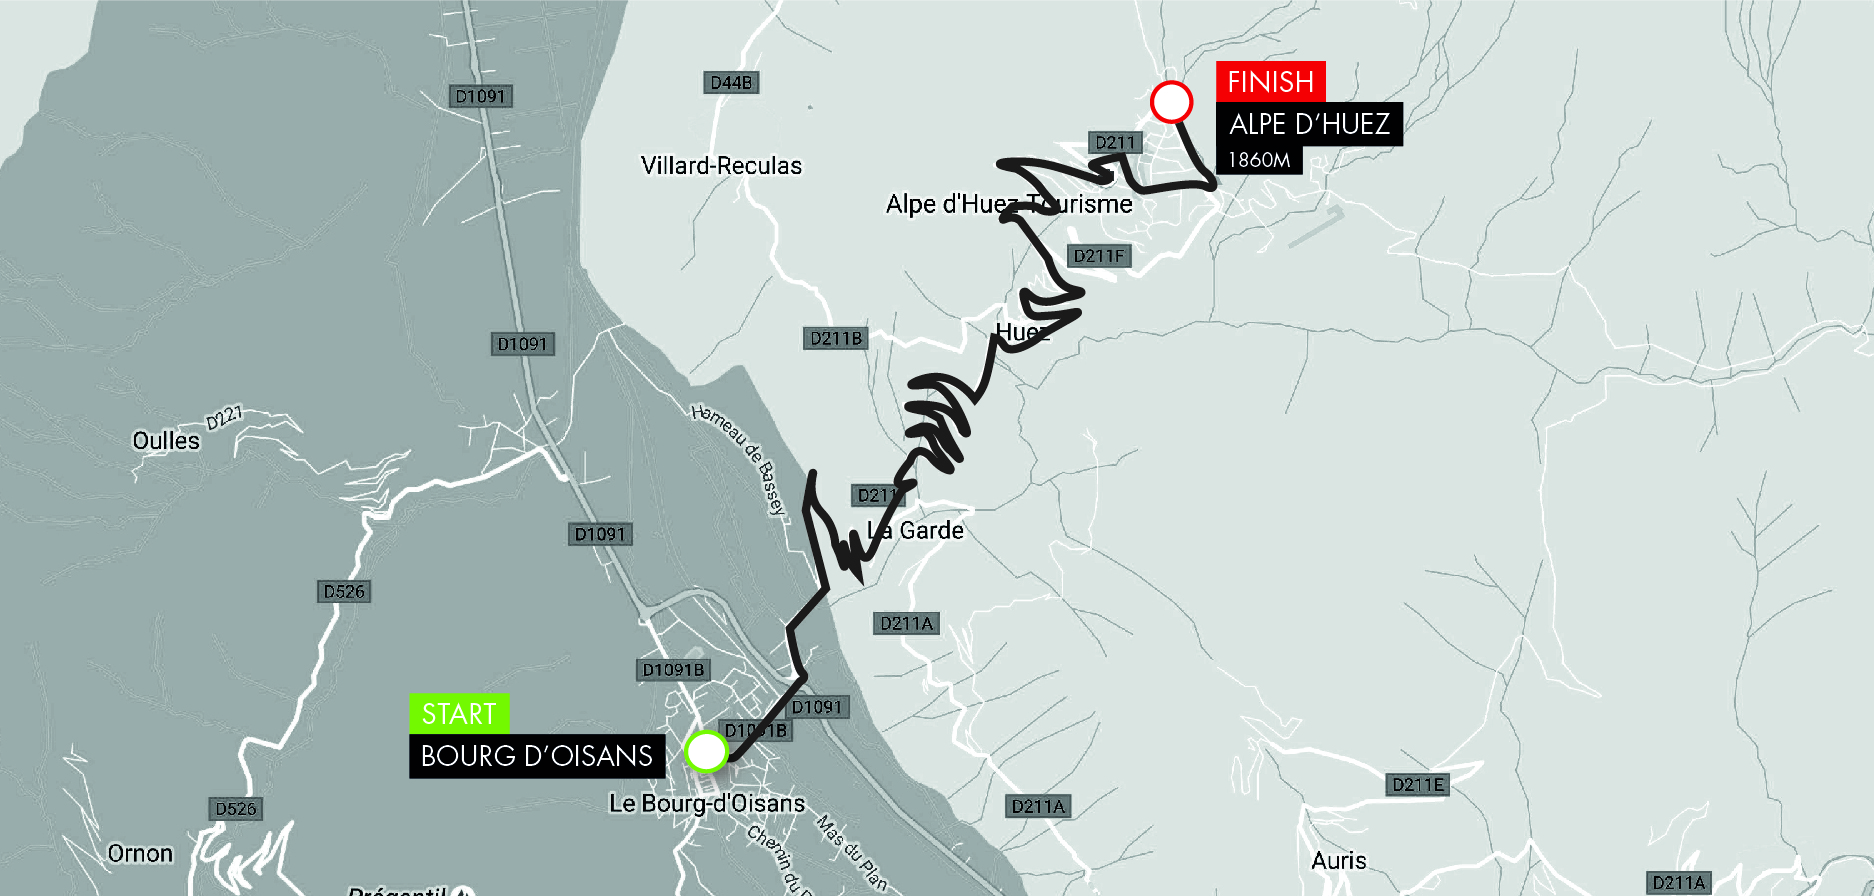 FINISH
ALPE D'HUEZ
1860M
D1091
D44B
D211
Villard-Reculas
Alpe d'Huez Tourisme
D211F
Huez
D211B
D1091
Hameau de Bassey
D221
Oulles
D211
La Garde
D1091
D526
D211A
D1091B
D1091
D1091B
START
BOURG D'OISANS
D211E
Le Bourg-d'Oisans
D211A
D526
Mas du Plan
Chemin du
Ornon
Auris
D211A